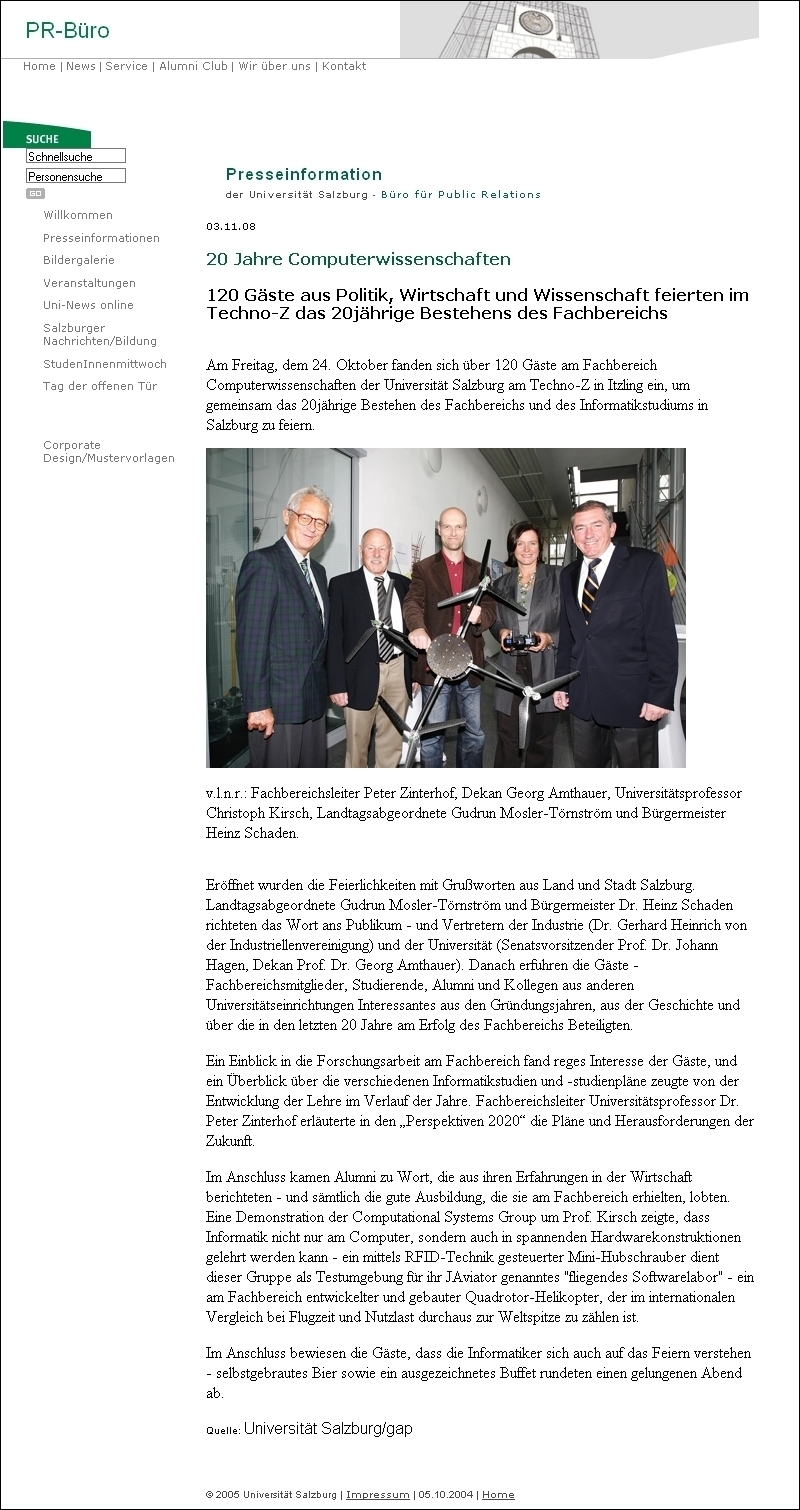 PR-Büro
Home | News | Service | Alumni Club | Wir über uns | Kontakt
SUCHE
Schnellsuche
Personensuche
GO
Willkommen
Presseinformationen
Bildergalerie
Veranstaltungen
Uni-News online
Salzburger
Nachrichten/Bildung
StudenInnenmittwoch
Tag der offenen Tür
Corporate
Design/Mustervorlagen
Presseinformation
der Universität Salzburg - Büro für Public Relations
03.11.08
20 Jahre Computerwissenschaften
120 Gäste aus Politik, Wirtschaft und Wissenschaft feierten im
Techno-Z das 20jährige Bestehens des Fachbereichs
Am Freitag, dem 24. Oktober fanden sich über 120 Gäste am Fachbereich
Computerwissenschaften der Universität Salzburg am Techno-Z in Itzling ein, um
gemeinsam das 20jährige Bestehen des Fachbereichs und des Informatikstudiums in
Salzburg zu feiern.
v.l.n.r.: Fachbereichsleiter Peter Zinterhof, Dekan Georg Amthauer, Universitätsprofessor
Christoph Kirsch, Landtagsabgeordnete Gudrun Mosler-Törnström und Bürgermeister
Heinz Schaden.
Eröffnet wurden die Feierlichkeiten mit Grußworten aus Land und Stadt Salzburg.
Landtagsabgeordnete Gudrun Mosler-Törnström und Bürgermeister Dr. Heinz Schaden
richteten das Wort ans Publikum - und Vertretern der Industrie (Dr. Gerhard Heinrich von
der Industriellenvereinigung) und der Universität (Senatsvorsitzender Prof. Dr. Johann
Hagen, Dekan Prof. Dr. Georg Amthauer). Danach erfuhren die Gäste -
Fachbereichsmitglieder, Studierende, Alumni und Kollegen aus anderen
Universitätseinrichtungen Interessantes aus den Gründungsjahren, aus der Geschichte und
über die in den letzten 20 Jahre am Erfolg des Fachbereichs Beteiligten.
Ein Einblick in die Forschungsarbeit am Fachbereich fand reges Interesse der Gäste, und
ein Überblick über die verschiedenen Informatikstudien und -studienpläne zeugte von der
Entwicklung der Lehre im Verlauf der Jahre. Fachbereichsleiter Universitätsprofessor Dr.
Peter Zinterhof erläuterte in den „Perspektiven 2020“ die Pläne und Herausforderungen der
Zukunft.
Im Anschluss kamen Alumni zu Wort, die aus ihren Erfahrungen in der Wirtschaft
berichteten - und sämtlich die gute Ausbildung, die sie am Fachbereich erhielten, lobten.
Eine Demonstration der Computational Systems Group um Prof. Kirsch zeigte, dass
Informatik nicht nur am Computer, sondern auch in spannenden Hardwarekonstruktionen
gelehrt werden kann - ein mittels RFID-Technik gesteuerter Mini-Hubschrauber dient
dieser Gruppe als Testumgebung für ihr JAviator genanntes "fliegendes Softwarelabor" - ein
am Fachbereich entwickelter und gebauter Quadrotor-Helikopter, der im internationalen
Vergleich bei Flugzeit und Nutzlast durchaus zur Weltspitze zu zählen ist.
Im Anschluss bewiesen die Gäste, dass die Informatiker sich auch auf das Feiern verstehen
- selbstgebrautes Bier sowie ein ausgezeichnetes Buffet rundeten einen gelungenen Abend
ab.
Quelle: Universität Salzburg/gap
© 2005 Universität Salzburg | Impressum | 05.10.2004 | Home